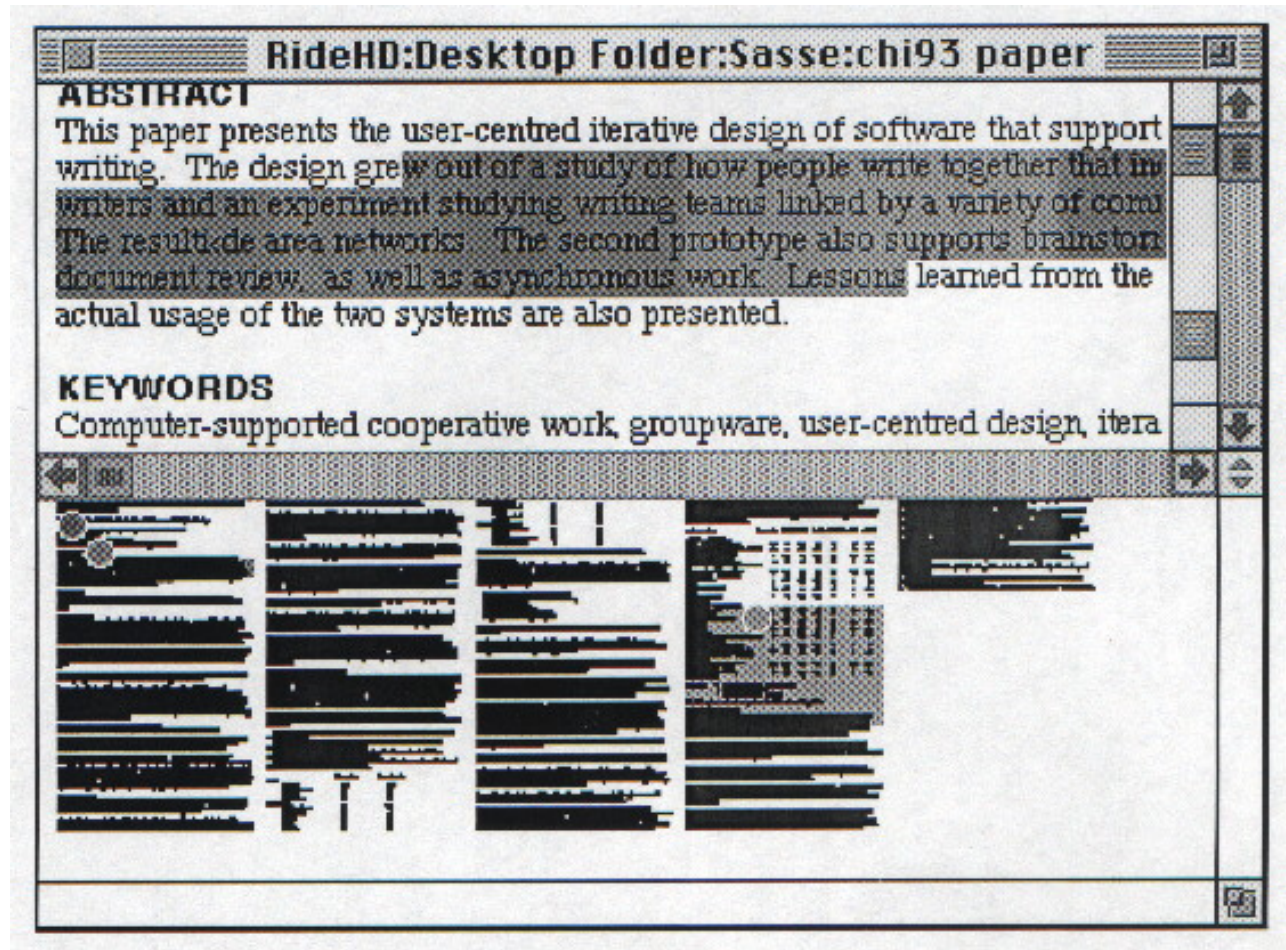 RideHD:Desktop Folder:Sasse:chi93 paper
ABSTRACT
This paper presents the user-centred iterative design of software that support
writing. The design grew out of a study of how people write together that in
writers and an experiment studying writing teams linked by a variety of com
The resulti‹de area networks. The second prototype also supports brainstor
document review, as well as asynchronous work. Lessons learned from the
actual usage of the two systems are also presented.
KEYWORDS
Computer-supported cooperative work, groupware, user-centred design, itera